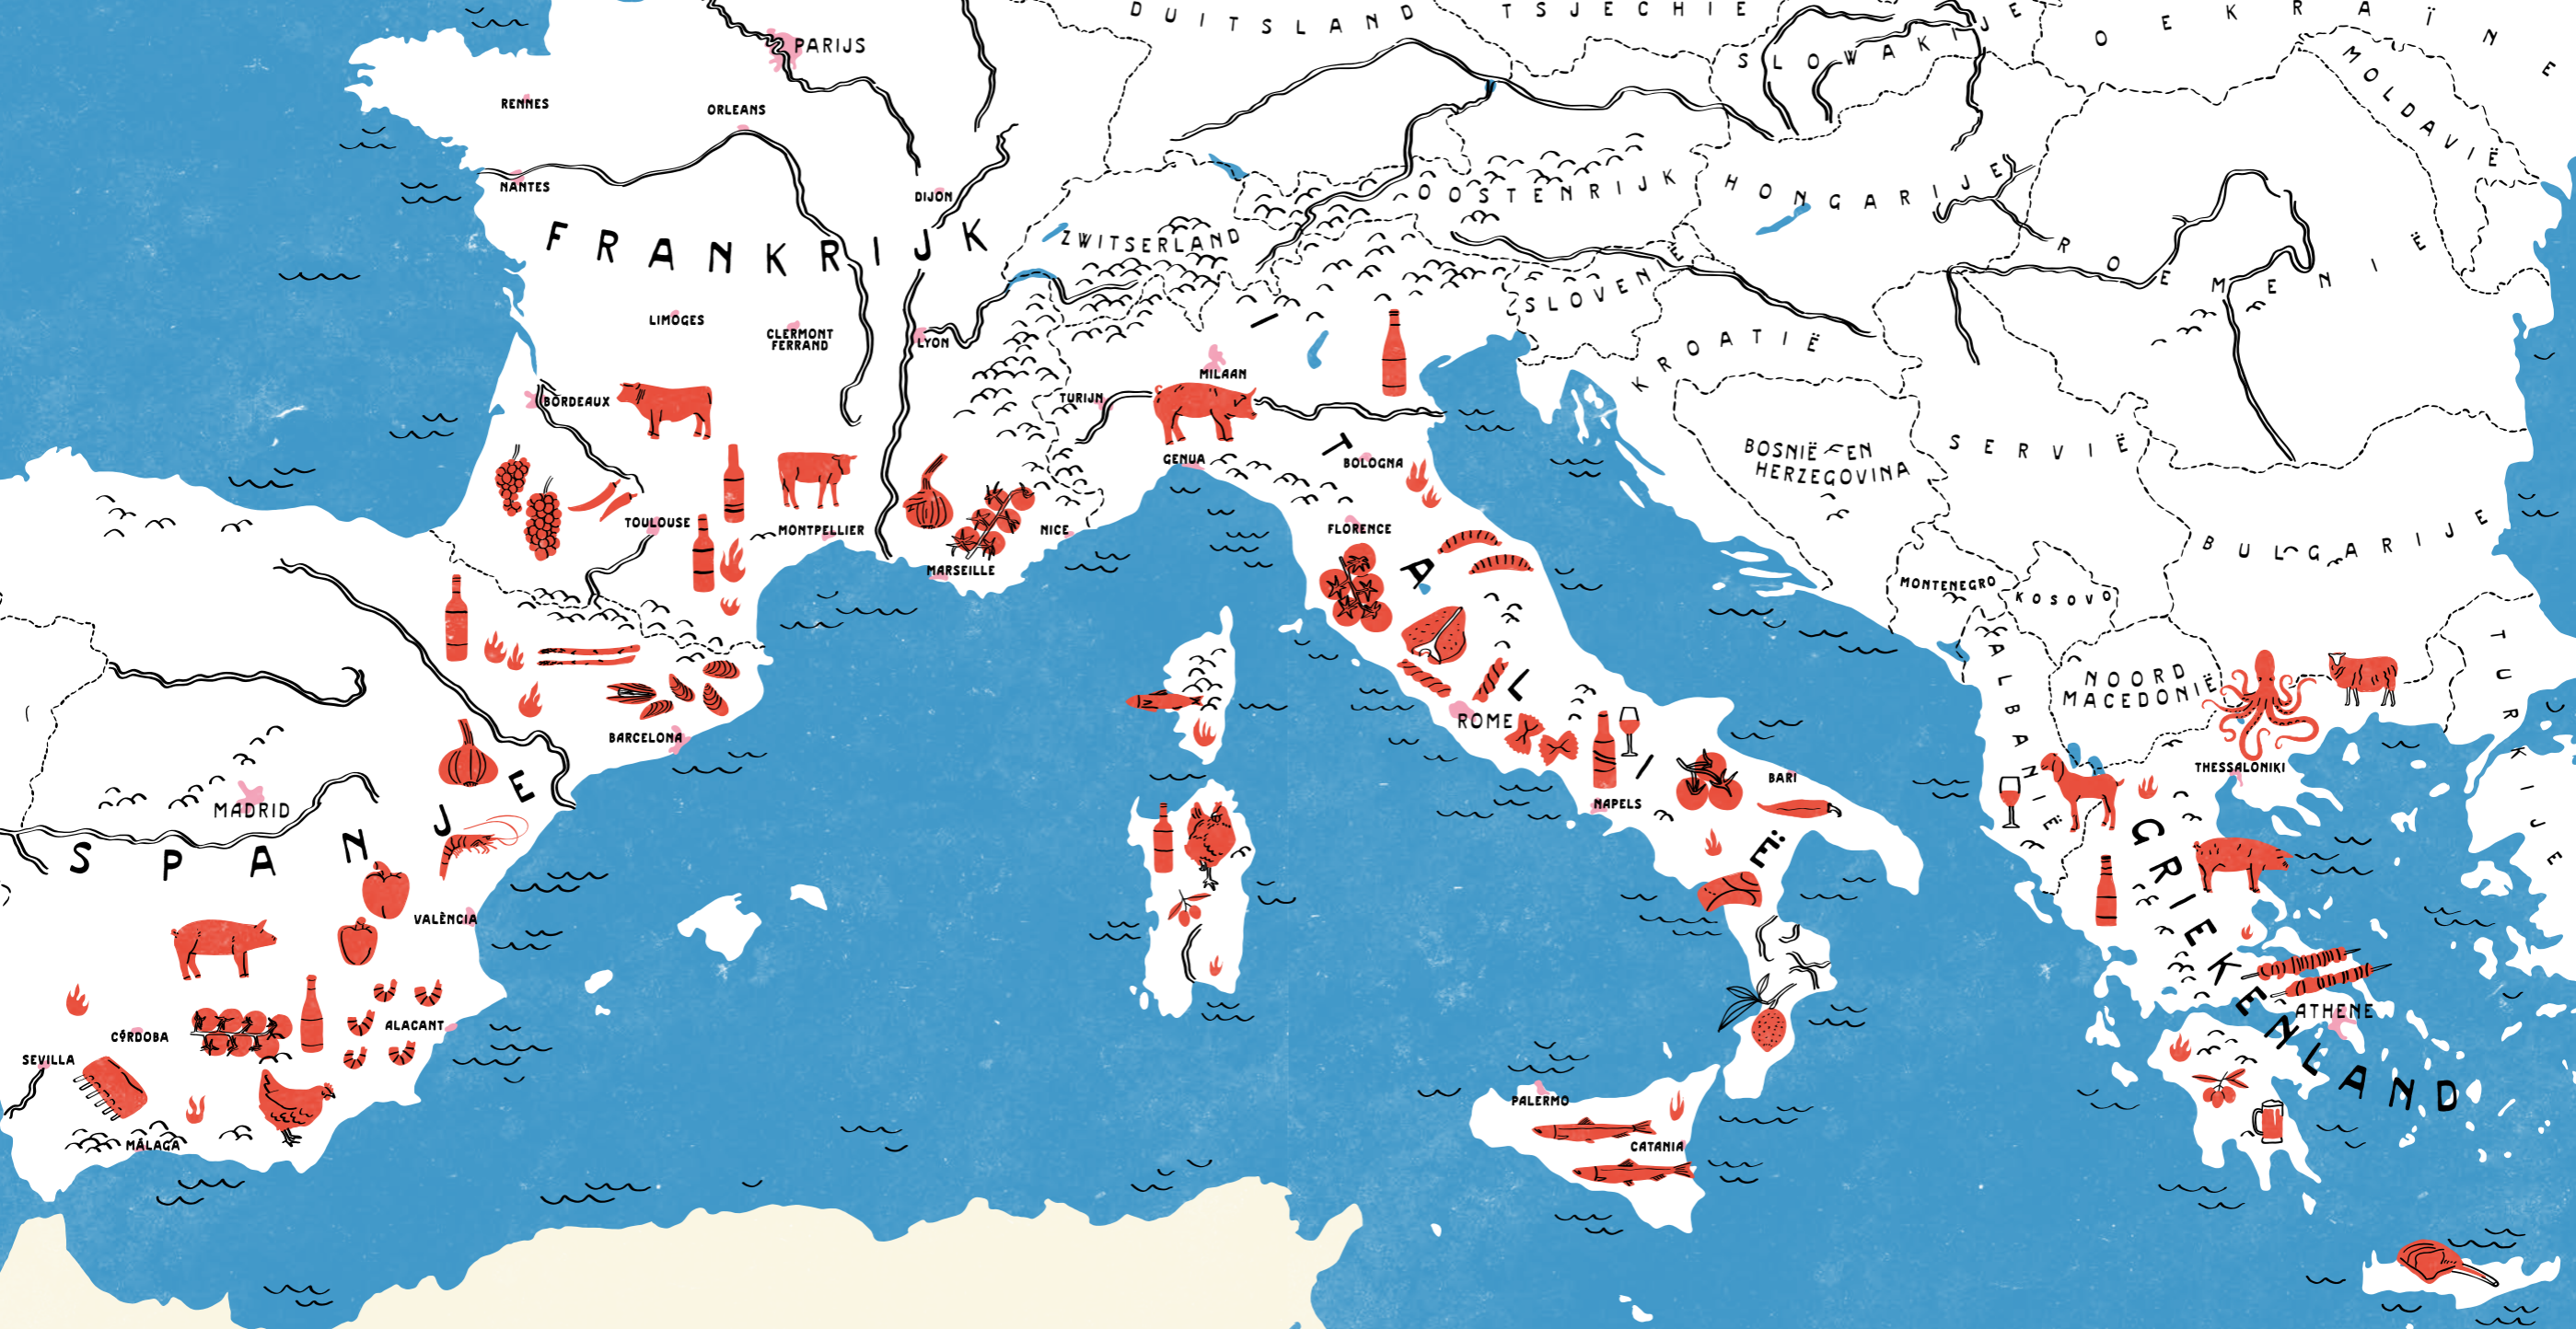 DUITSLAND
TSJECHIE
SLOWAKIJE
OEKRAÏNE
MOLDAVIË
PARIJS
RENNES
ORLEANS
NANTES
DIJON
FRANKRIJK
ZWITSERLAND
OOSTENRIJK
HONGARIJE
ROEMENIË
SLOVENIË
KROATIË
LIMOGES
CLERMONT
FERRAND
LYON
BORDEAUX
TURIJN
MILAAN
GENUA
BOLOGNA
TOULOUSE
MONTPELLIER
MARSEILLE
NICE
FLORENCE
ITALIË
BOSNIË EN
HERZEGOVINA
SERVIË
BULGARIJE
MONTENEGRO
KOSOVO
NOORD
MACEDONIË
ALBANIË
TURKIJE
BARCELONA
MADRID
SPANJE
ROME
NAPELS
BARI
THESSALONIKI
GRIEKENLAND
VALÈNCIA
ALACANT
CÓRDOBA
SEVILLA
MÁLAGA
ATHENE
PALERMO
CATANIA